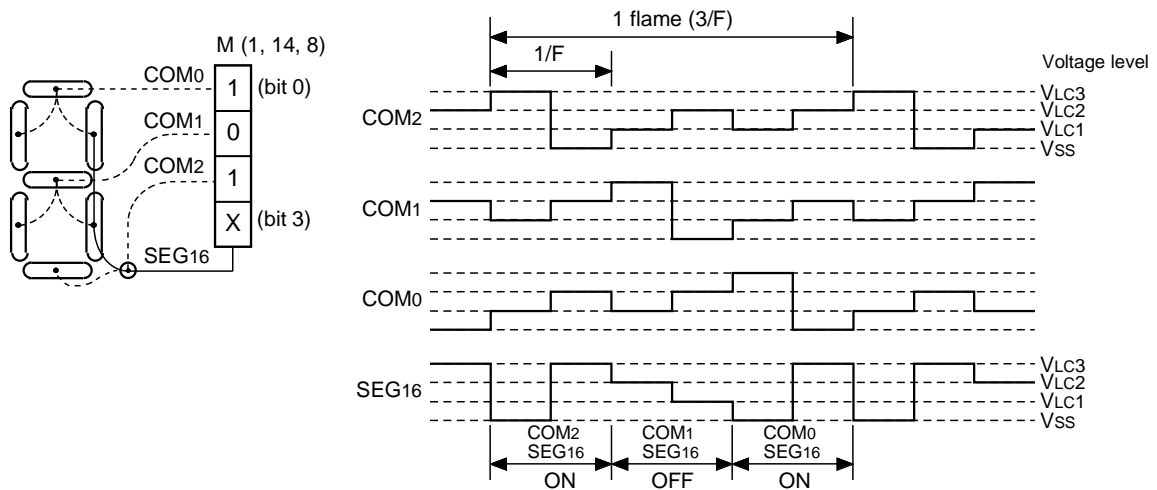 M (1, 14, 8)
COM0
1
(bit 0)
COM1
0
COM2
1
X
(bit 3)
SEG16
1 flame (3/F)
1/F
Voltage level
COM2
VLC3
VLC2
VLC1
VSS
COM1
COM0
SEG16
VLC3
VLC2
VLC1
VSS
COM2 COM1 COM0
SEG16 SEG16 SEG16
ON OFF ON